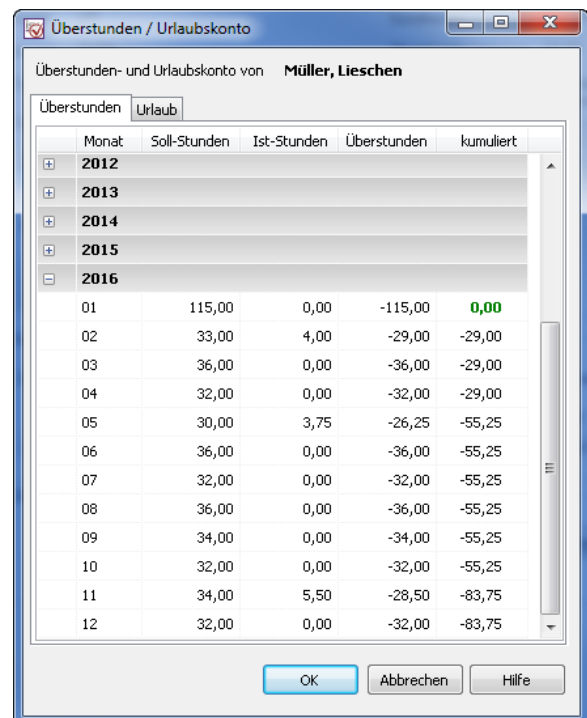 Überstunden / Urlaubskonto
Überstunden- und Urlaubskonto von Müller, Lieschen
Überstunden Urlaub
Monat Soll-Stunden Ist-Stunden Überstunden kumuliert
2012
2013
2014
2015
2016
01 115,00 0,00 -115,00 0,00
02 33,00 4,00 -29,00 -29,00
03 36,00 0,00 -36,00 -29,00
04 32,00 0,00 -32,00 -29,00
05 30,00 3,75 -26,25 -55,25
06 36,00 0,00 -36,00 -55,25
07 32,00 0,00 -32,00 -55,25
08 36,00 0,00 -36,00 -55,25
09 34,00 0,00 -34,00 -55,25
10 32,00 0,00 -32,00 -55,25
11 34,00 5,50 -28,50 -83,75
12 32,00 0,00 -32,00 -83,75
OK Abbrechen Hilfe